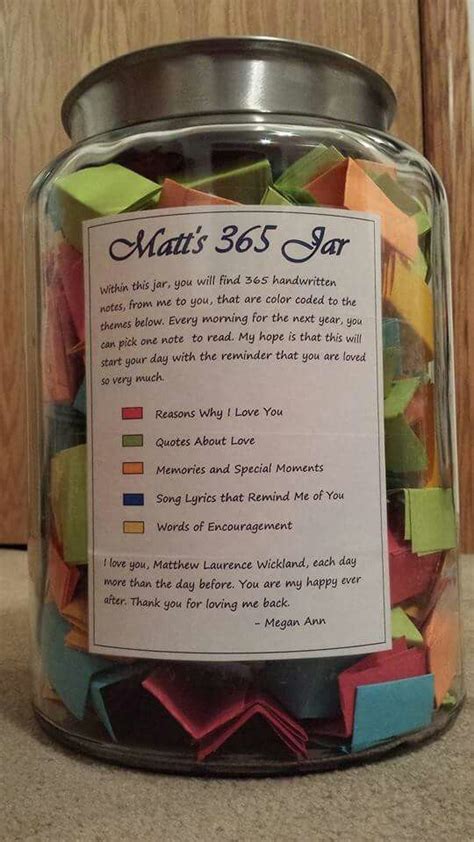 Matt's 365 Jar
Within this jar, you will find 365 handwritten
notes, from me to you, that are color coded to the
themes below. Every morning for the next year, you
can pick one note to read. My hope is that this will
start your day with the reminder that you are loved
so very much.
Reasons Why I Love You
Quotes About Love
Memories and Special Moments
Song Lyrics that Remind Me of You
Words of Encouragement
I love you, Matthew Laurence Wickland, each day
more than the day before. You are my happy ever
after. Thank you for loving me back.
- Megan Ann